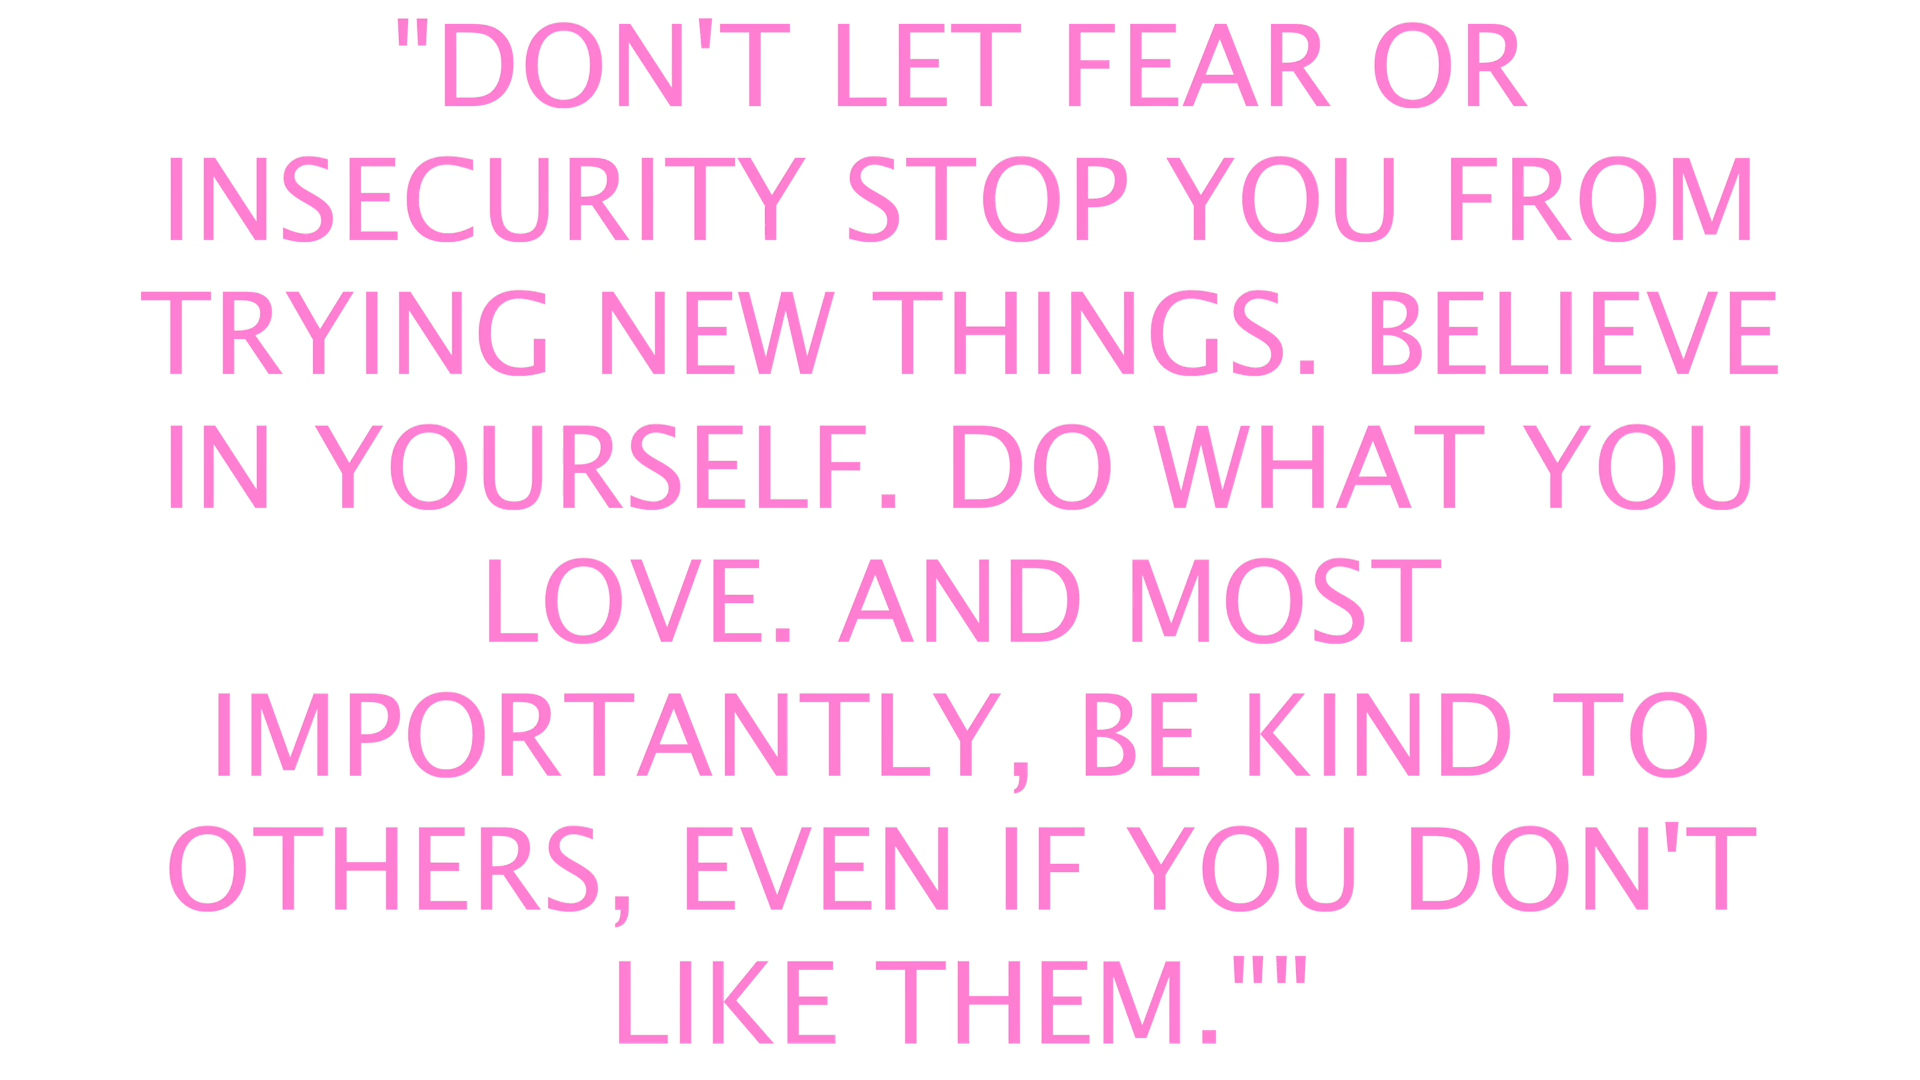 "DON'T LET FEAR OR
INSECURITY STOP YOU FROM
TRYING NEW THINGS. BELIEVE
IN YOURSELF. DO WHAT YOU
LOVE. AND MOST
IMPORTANTLY, BE KIND TO
OTHERS, EVEN IF YOU DON'T
LIKE THEM.""